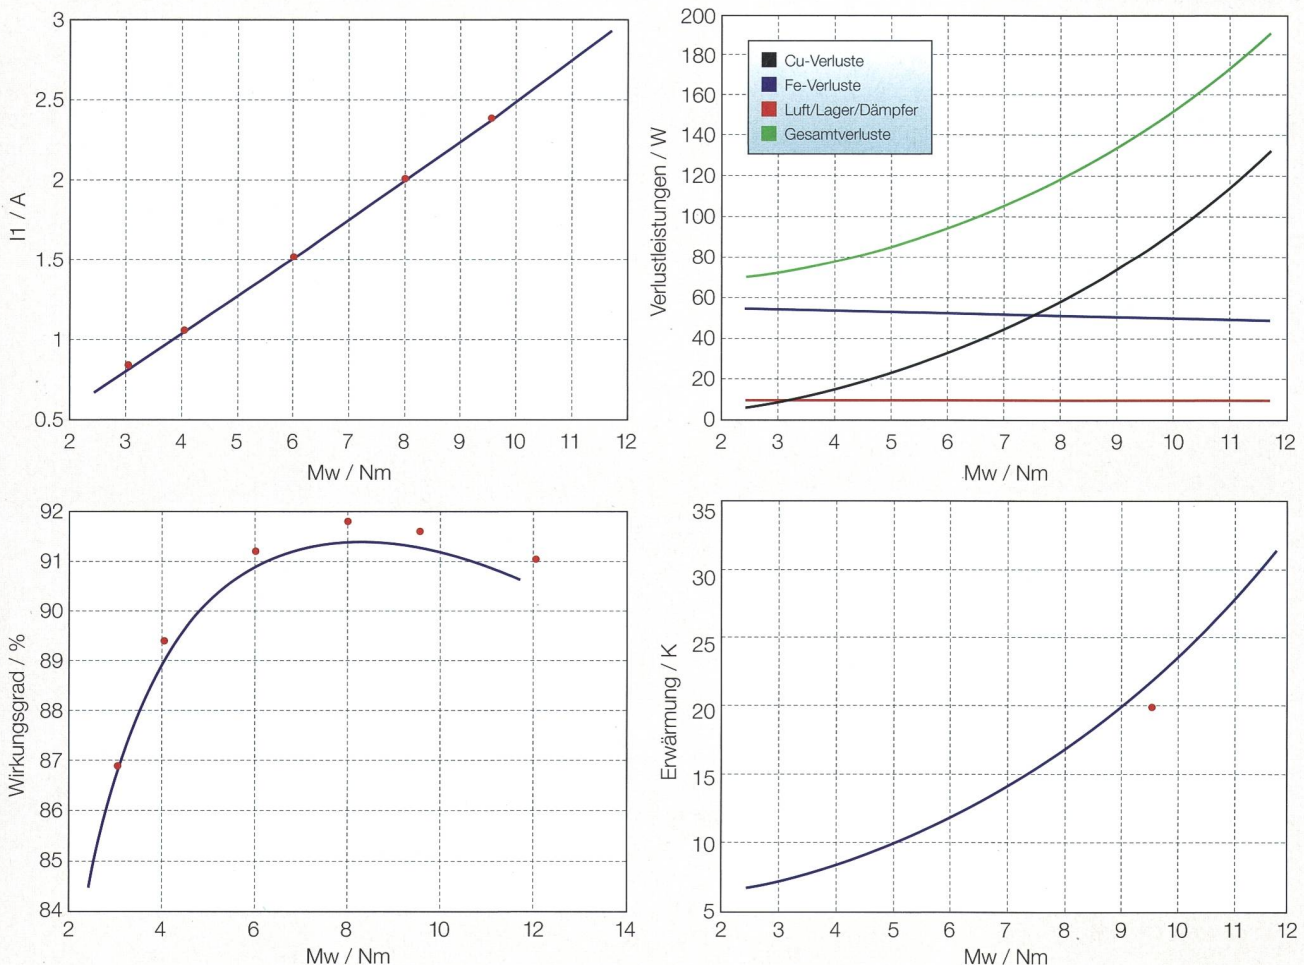 3
2.5
2
1.5
1
0.5
I1 / A
2 3 4 5 6 7 8 9 10 11 12
Mw / Nm
200
180
160
140
120
100
80
60
40
20
0
Verlustleistungen / W
Cu-Verluste
Fe-Verluste
Luft/Lager/Dämpfer
Gesamtverluste
2 3 4 5 6 7 8 9 10 11 12
Mw / Nm
92
91
90
89
88
87
86
85
84
Wirkungsgrad / %
2 4 6 8 10 12 14
Mw / Nm
35
30
25
20
15
10
5
Erwärmung / K
2 3 4 5 6 7 8 9 10 11 12
Mw / Nm